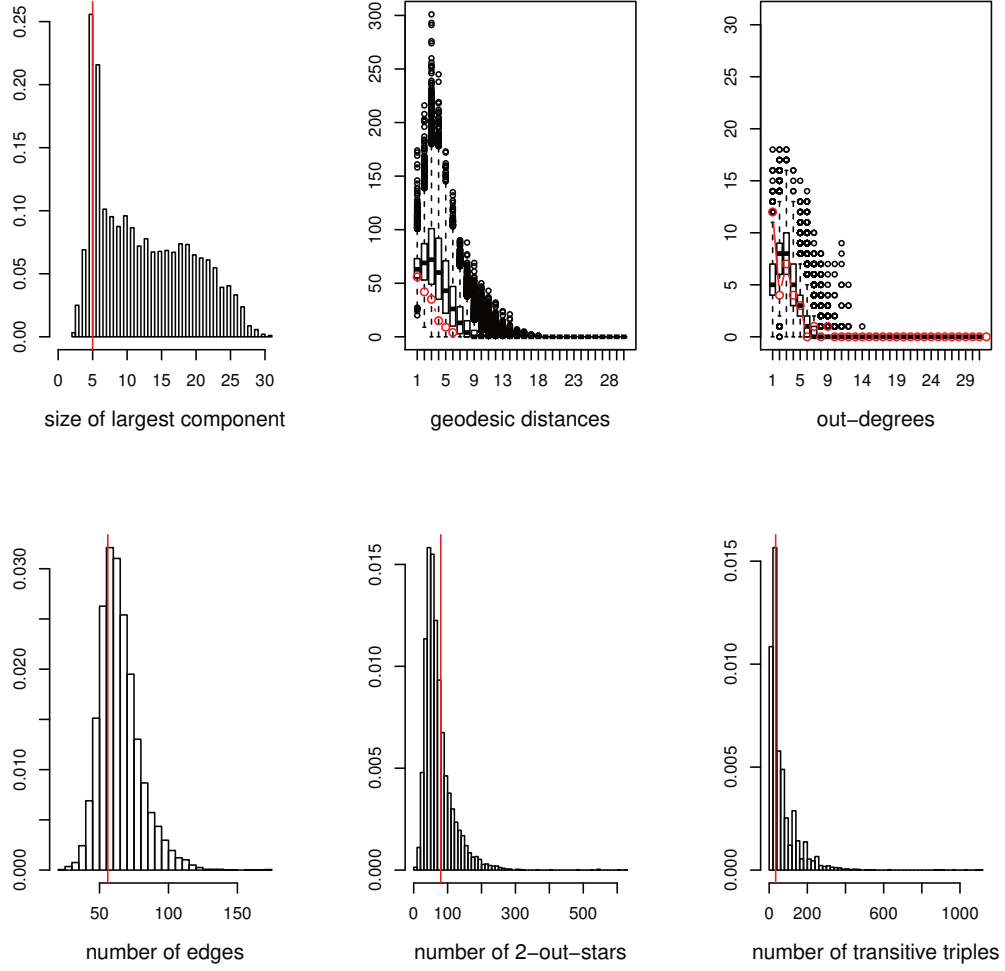 0.00 0.05 0.10 0.15 0.20 0.25
0 5 10 15 20 25 30
size of largest component
0 50 100 150 200 250 300
1 5 9 13 18 23 28
geodesic distances
0 5 10 15 20 25 30
1 5 9 14 19 24 29
out−degrees
0.000 0.010 0.020 0.030
50 100 150
number of edges
0.000 0.005 0.010 0.015
0 100 300 500
number of 2−out−stars
0.000 0.005 0.010 0.015
0 200 600 1000
number of transitive triples